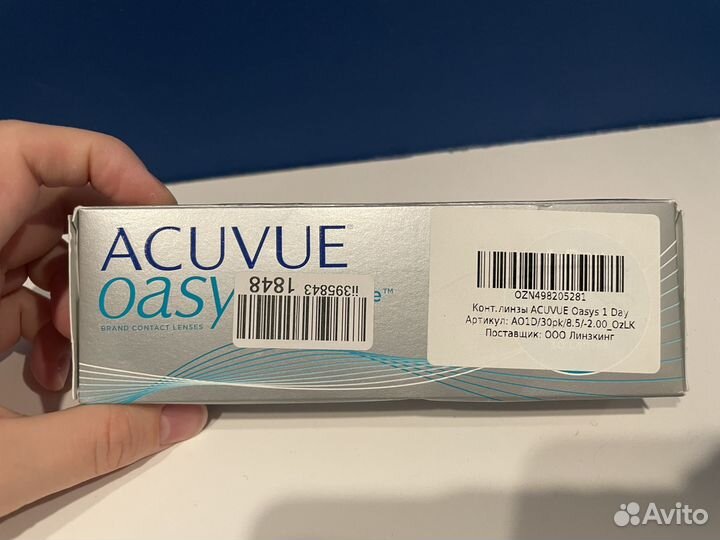 ACUVUE®
oasy
BRAND CONTACT LENSES
ii395843
1848
e™
OZN498205281
Конт.линзы ACUVUE Oasys 1 Day
Артикул: AO1D/30pk/8.5/-2.00_OzLK
Поставщик: ООО Линзкинг
Avito